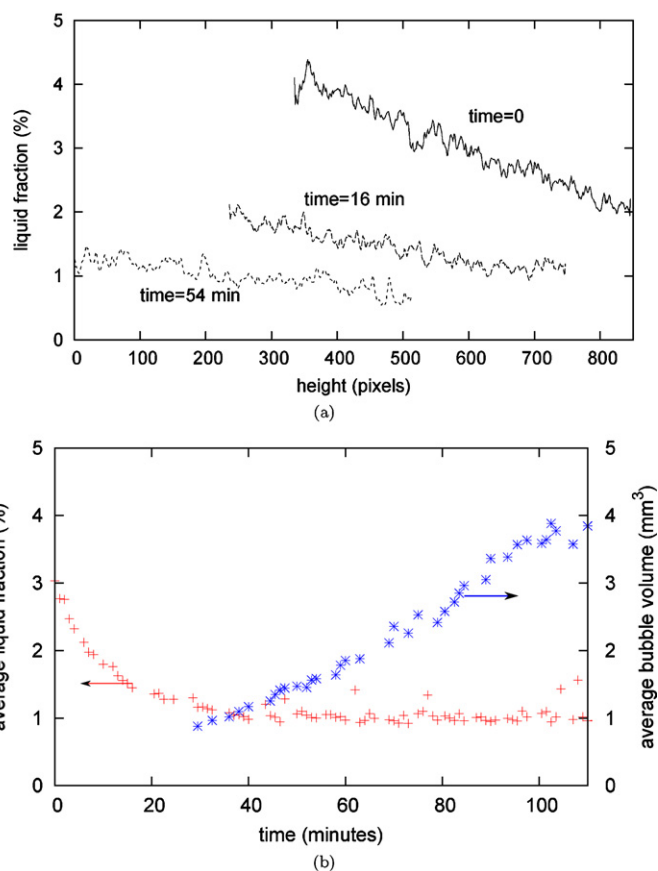 5
4
3
2
1
0
liquid fraction (%)
time=0
time=16 min
time=54 min
0 100 200 300 400 500 600 700 800
height (pixels)
(a)
5
4
3
2
1
0
average liquid fraction (%)
5
4
3
2
1
0
average bubble volume (mm³)
0 20 40 60 80 100
time (minutes)
(b)